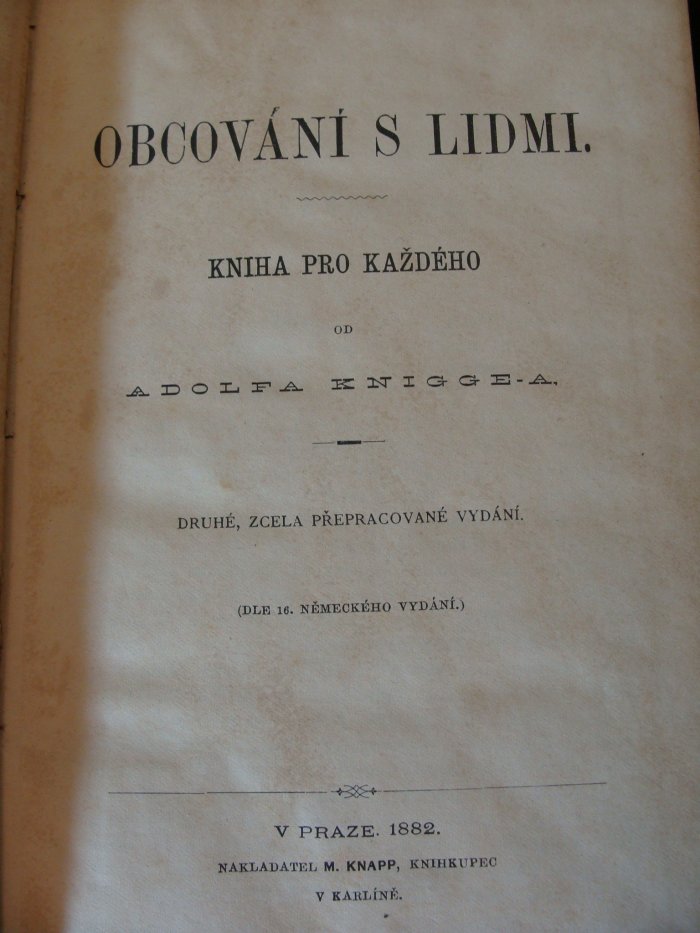 OBCOVÁNÍ S LIDMI.
KNIHA PRO KAŽDÉHO
OD
ADOLFA KNIGGE-A,
DRUHÉ, ZCELA PŘEPRACOVANÉ VYDÁNÍ.
(DLE 16. NĚMECKÉHO VYDÁNÍ.)
V PRAZE. 1882.
NAKLADATEL M. KNAPP, KNIHKUPEC
V KARLÍNĚ.